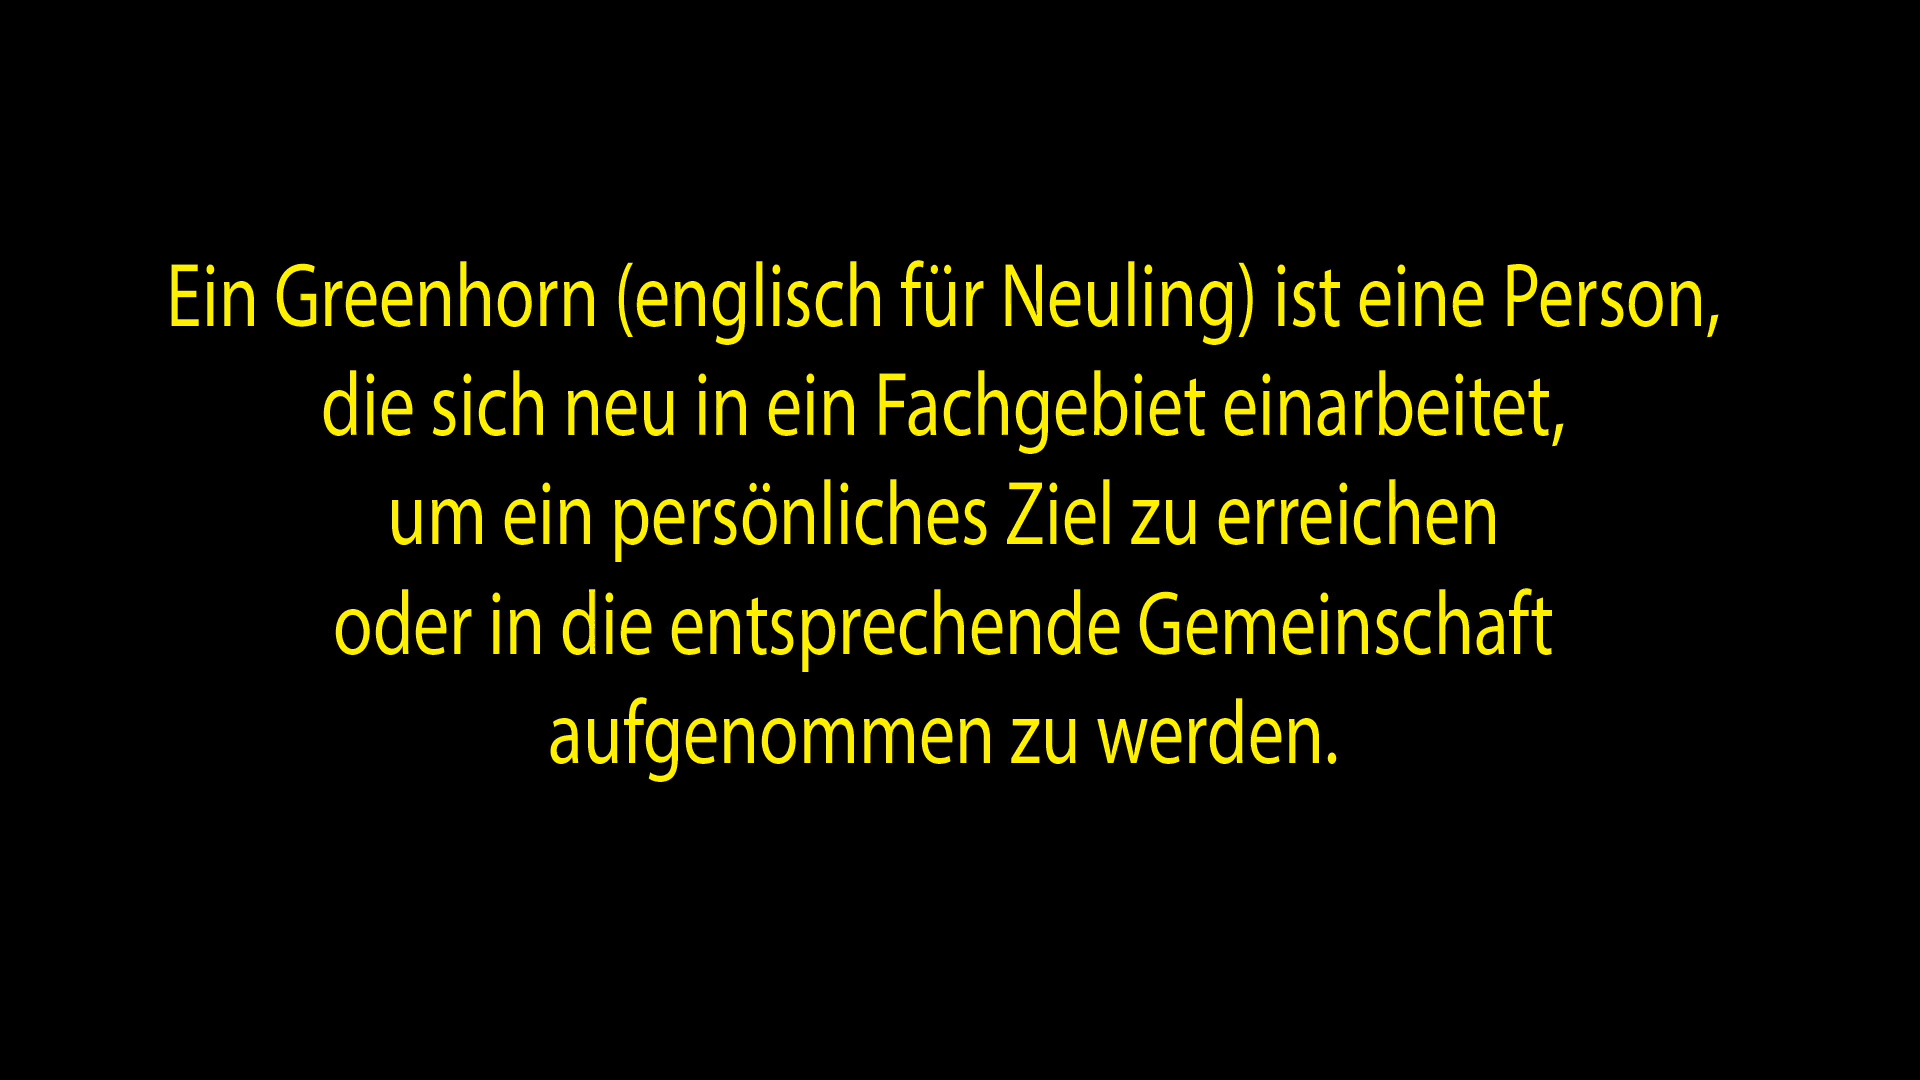 Ein Greenhorn (englisch für Neuling) ist eine Person,
die sich neu in ein Fachgebiet einarbeitet,
um ein persönliches Ziel zu erreichen
oder in die entsprechende Gemeinschaft
aufgenommen zu werden.